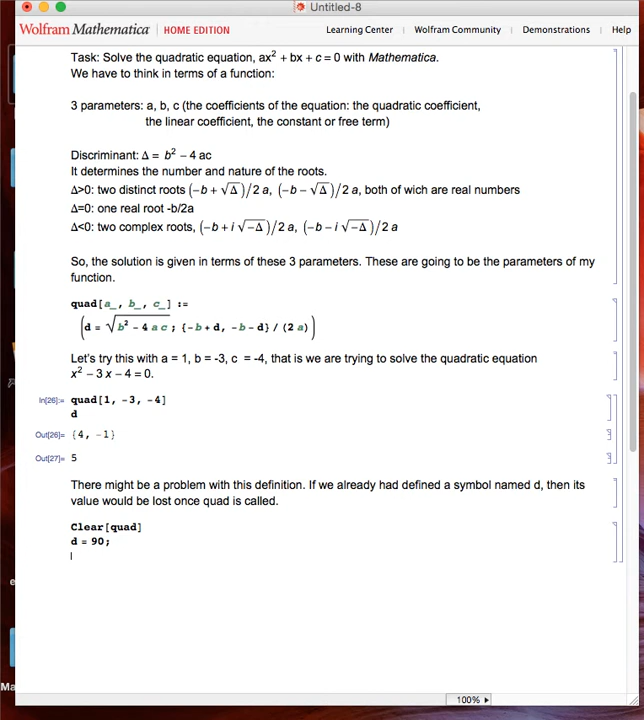 Untitled-8
Wolfram Mathematica | HOME EDITION Learning Center | Wolfram Community | Demonstrations | Help
Task: Solve the quadratic equation, ax² + bx + c = 0 with Mathematica.
We have to think in terms of a function:
3 parameters: a, b, c (the coefficients of the equation: the quadratic coefficient,
the linear coefficient, the constant or free term)
Discriminant: Δ = b² – 4 ac
It determines the number and nature of the roots.
Δ>0: two distinct roots (–b + √Δ)/2 a, (–b – √Δ)/2 a, both of wich are real numbers
Δ=0: one real root -b/2a
Δ<0: two complex roots, (–b + i √–Δ)/2 a, (–b – i √–Δ)/2 a
So, the solution is given in terms of these 3 parameters. These are going to be the parameters of my
function.
quad[a_, b_, c_] :=
(d = √b² - 4 a c; {-b + d, -b - d} / (2 a))
Let's try this with a = 1, b = -3, c = -4, that is we are trying to solve the quadratic equation
x² – 3 x – 4 = 0.
In[26]:= quad[1, -3, -4]
d
Out[26]= {4, -1}
Out[27]= 5
There might be a problem with this definition. If we already had defined a symbol named d, then its
value would be lost once quad is called.
Clear[quad]
d = 90;
e
Ma
100%